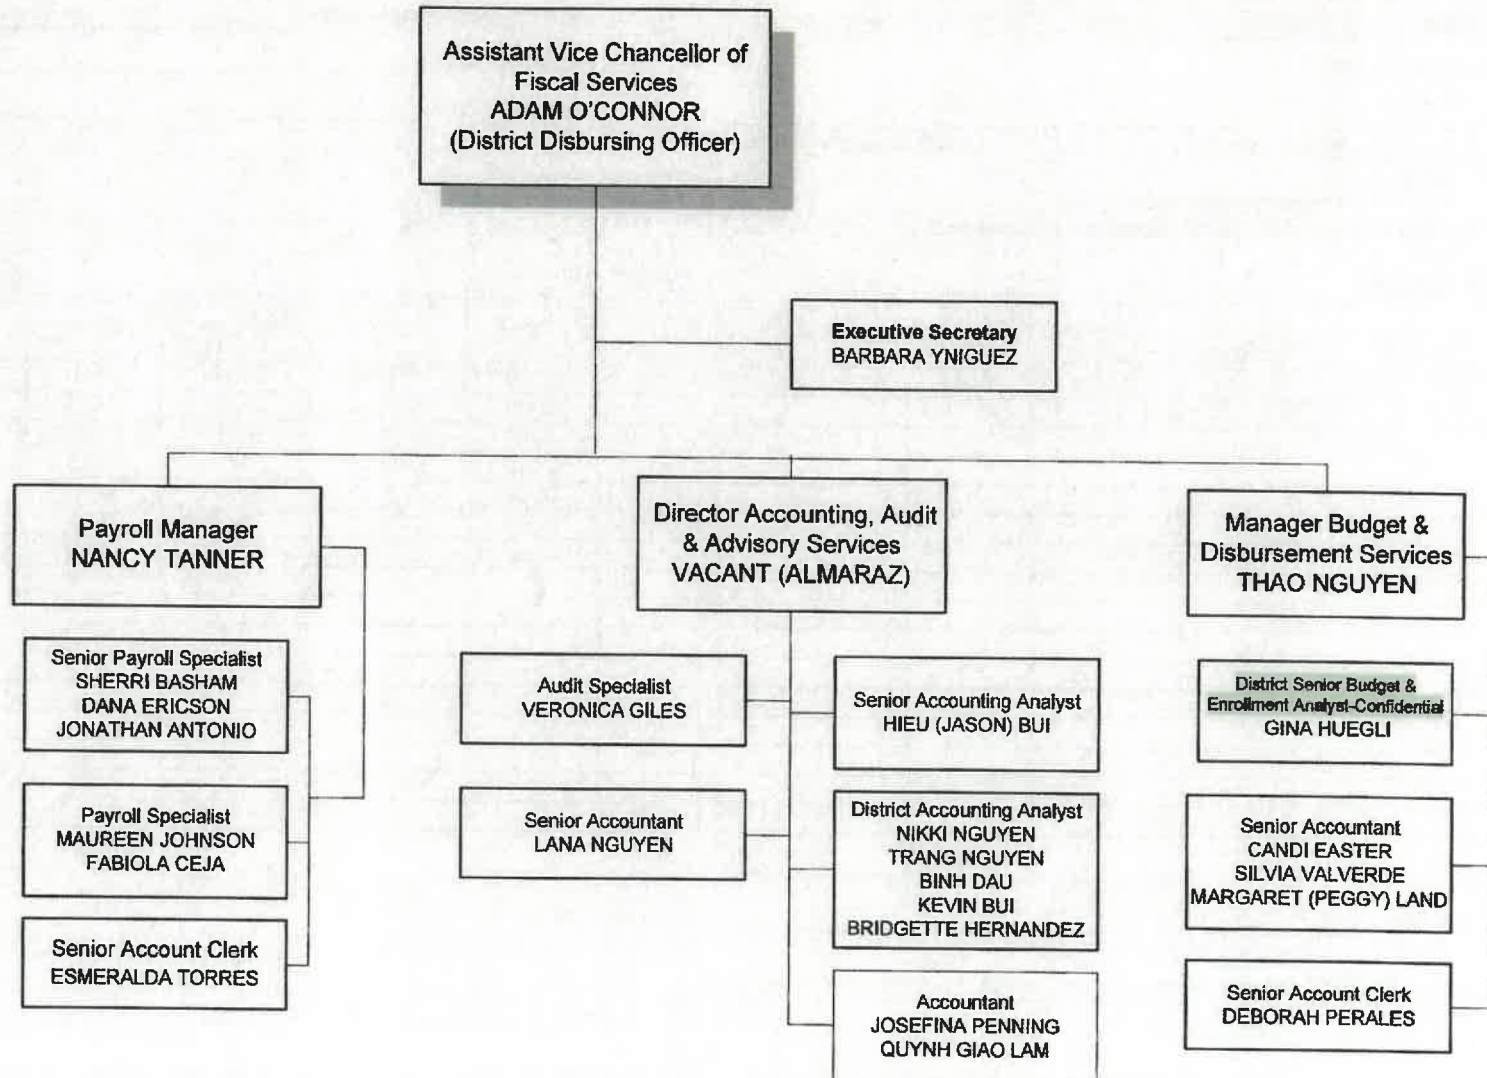 Assistant Vice Chancellor of
Fiscal Services
ADAM O'CONNOR
(District Disbursing Officer)
Executive Secretary
BARBARA YNIGUEZ
Payroll Manager
NANCY TANNER
Senior Payroll Specialist
SHERRI BASHAM
DANA ERICSON
JONATHAN ANTONIO
Payroll Specialist
MAUREEN JOHNSON
FABIOLA CEJA
Senior Account Clerk
ESMERALDA TORRES
Director Accounting, Audit
& Advisory Services
VACANT (ALMARAZ)
Audit Specialist
VERONICA GILES
Senior Accountant
LANA NGUYEN
Senior Accounting Analyst
HIEU (JASON) BUI
District Accounting Analyst
NIKKI NGUYEN
TRANG NGUYEN
BINH DAU
KEVIN BUI
BRIDGETTE HERNANDEZ
Accountant
JOSEFINA PENNING
QUYNH GIAO LAM
Manager Budget &
Disbursement Services
THAO NGUYEN
District Senior Budget &
Enrollment Analyst-Confidential
GINA HUEGLI
Senior Accountant
CANDI EASTER
SILVIA VALVERDE
MARGARET (PEGGY) LAND
Senior Account Clerk
DEBORAH PERALES